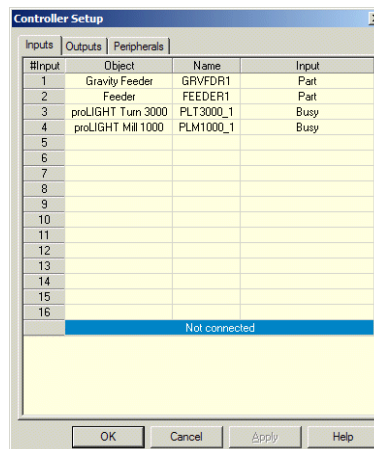 Controller Setup
Inputs Outputs Peripherals
#Input Object Name Input
1 Gravity Feeder GRVFDR1 Part
2 Feeder FEEDER1 Part
3 proLIGHT Turn 3000 PLT3000_1 Busy
4 proLIGHT Mill 1000 PLM1000_1 Busy
5
6
7
8
9
10
11
12
13
14
15
16
Not connected
OK Cancel Apply Help